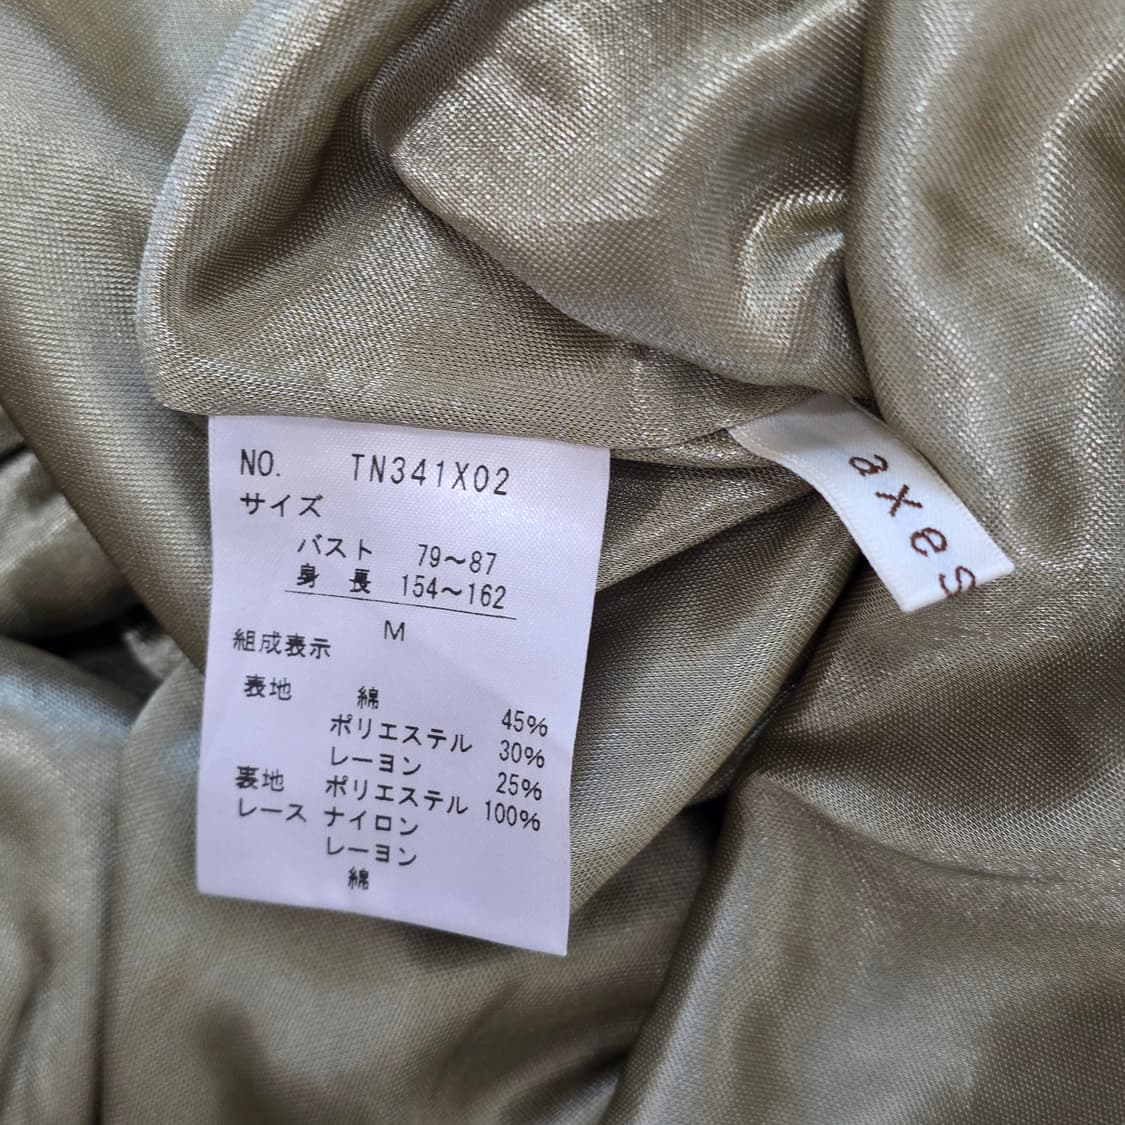 NO. TN341X02
サイズ
バスト 79～87
身長 154～162
M
組成表示
表地 綿 45%
ポリエステル 30%
レーヨン 25%
裏地 ポリエステル 100%
レース ナイロン
レーヨン
綿
axes